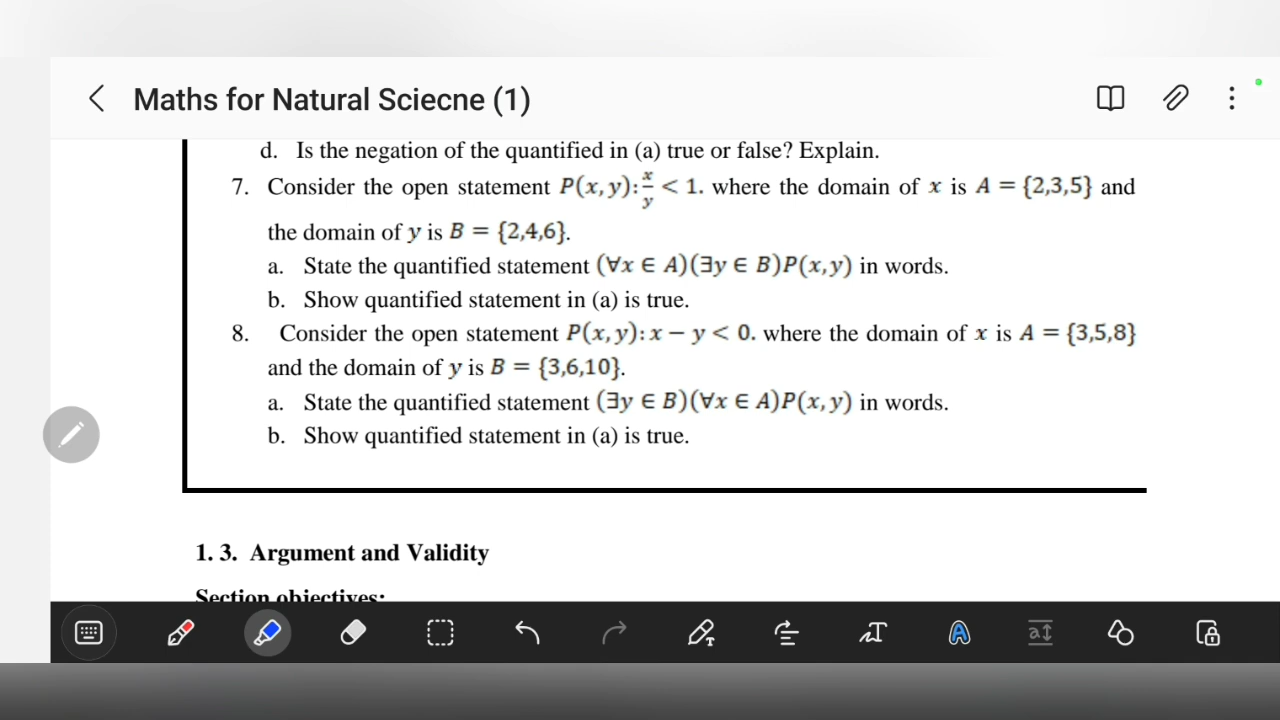 Maths for Natural Sciecne (1)
d. Is the negation of the quantified in (a) true or false? Explain.
7. Consider the open statement P(x, y): x/y < 1. where the domain of x is A = {2,3,5} and
the domain of y is B = {2,4,6}.
a. State the quantified statement (∀x ∈ A)(∃y ∈ B)P(x, y) in words.
b. Show quantified statement in (a) is true.
8. Consider the open statement P(x, y): x − y < 0. where the domain of x is A = {3,5,8}
and the domain of y is B = {3,6,10}.
a. State the quantified statement (∃y ∈ B)(∀x ∈ A)P(x, y) in words.
b. Show quantified statement in (a) is true.
1. 3. Argument and Validity
Section objectives: